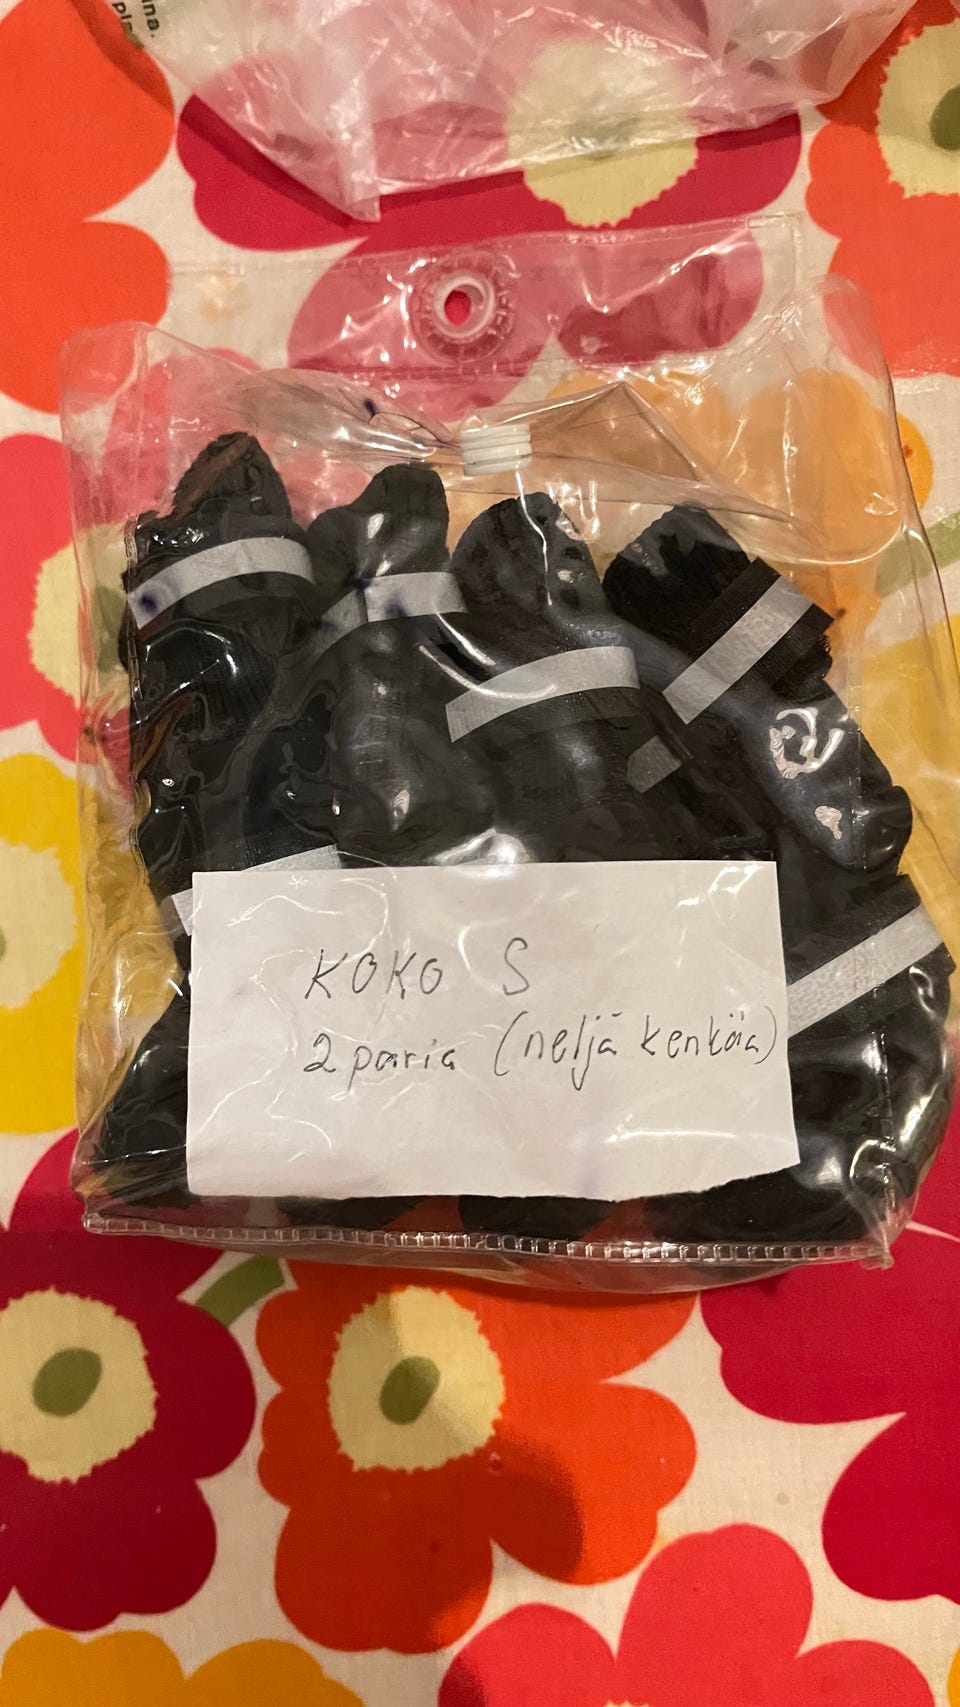 KOKO S
2 paria (neljä kenkää)